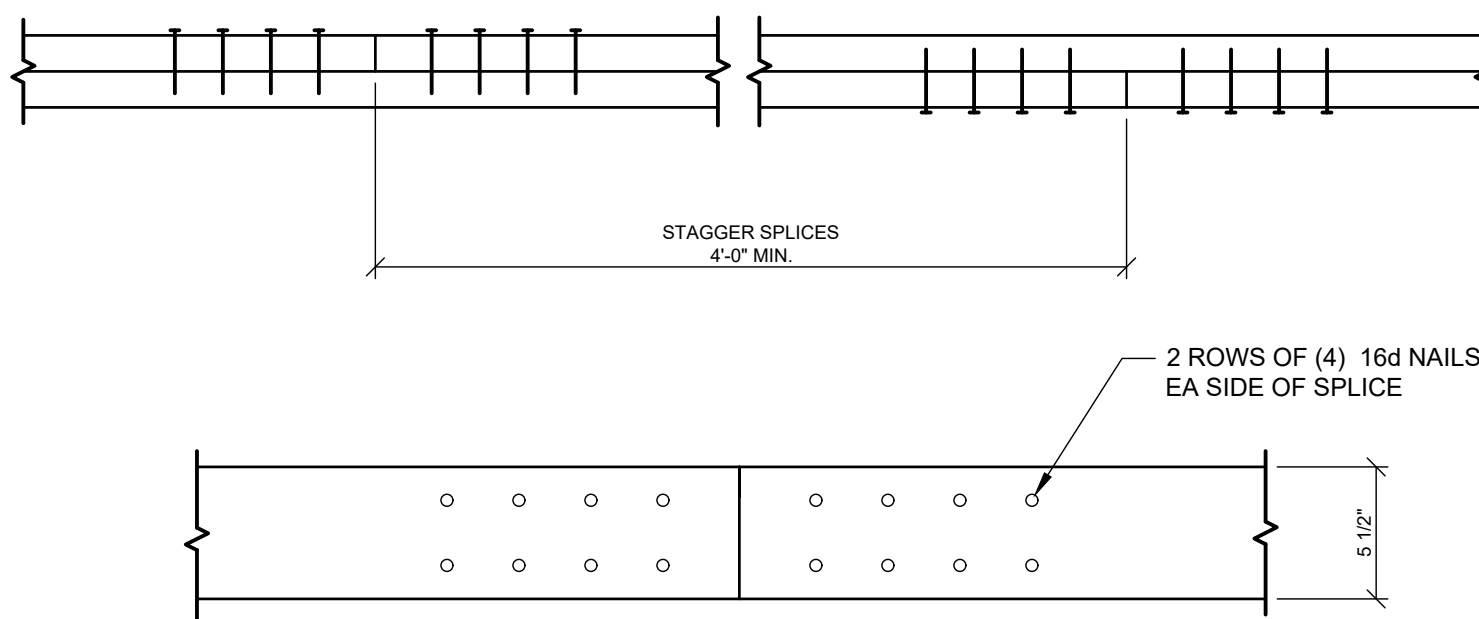 STAGGER SPLICES
4'-0" MIN.
2 ROWS OF (4) 16d NAILS
EA SIDE OF SPLICE
5 1/2"